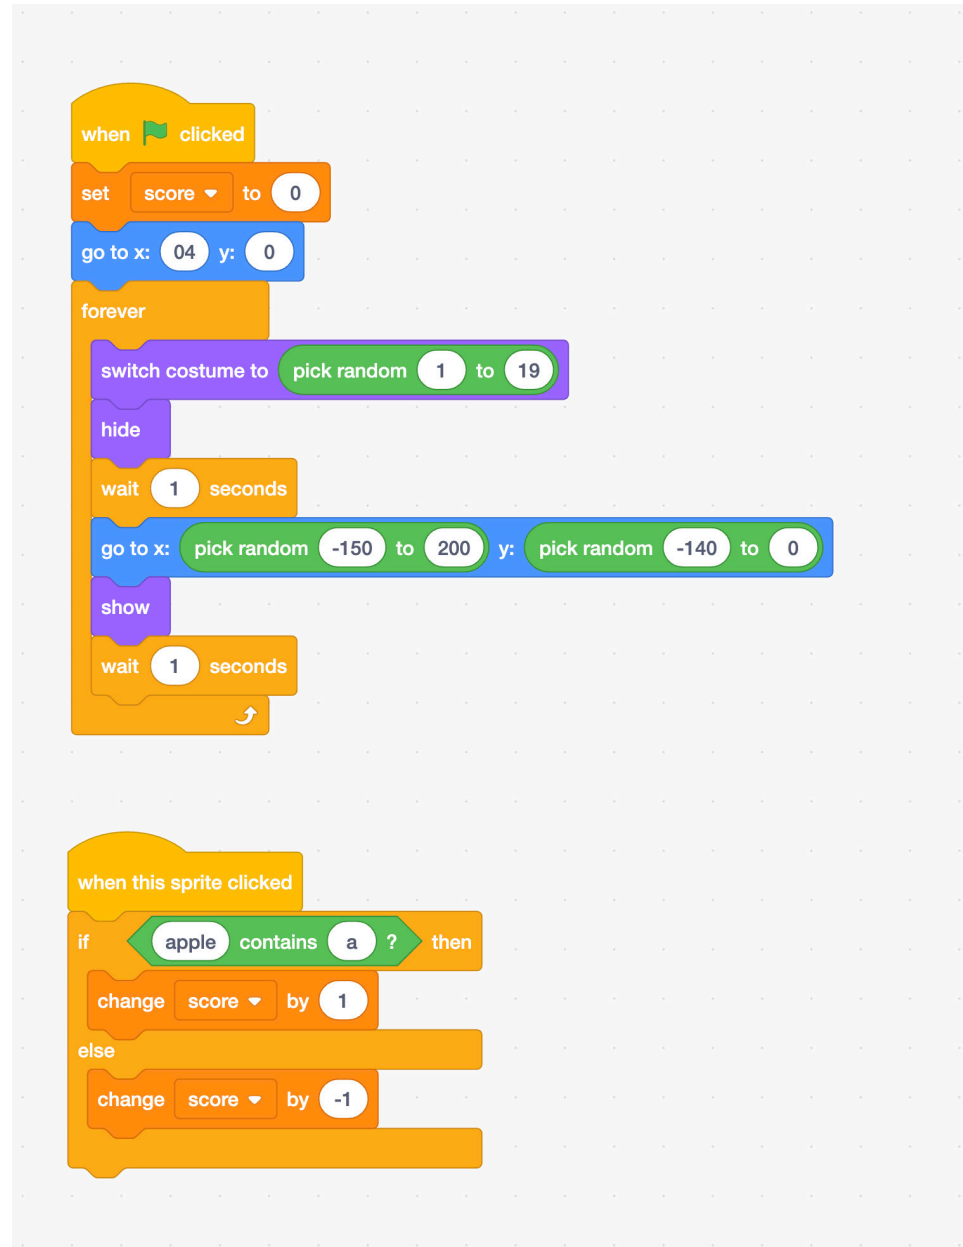 when clicked
set score to 0
go to x: 04 y: 0
forever
switch costume to pick random 1 to 19
hide
wait 1 seconds
go to x: pick random -150 to 200 y: pick random -140 to 0
show
wait 1 seconds
when this sprite clicked
if apple contains a ? then
change score by 1
else
change score by -1